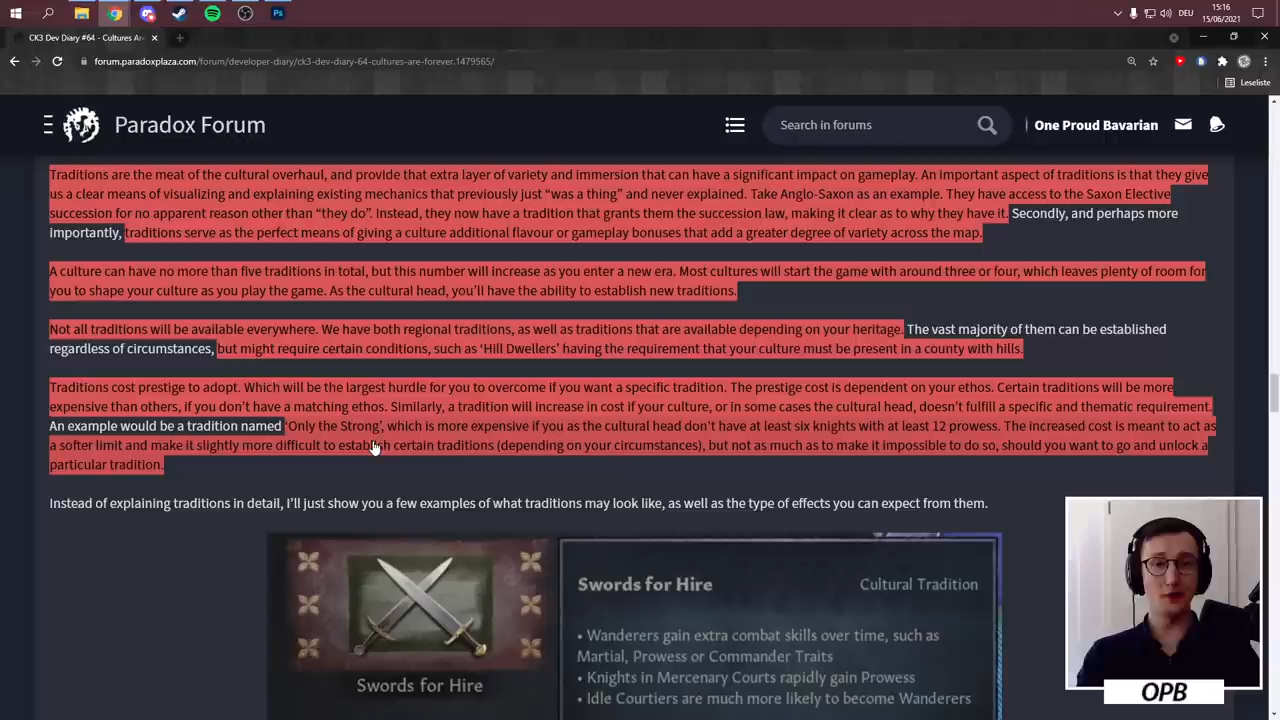 15:16
DEU
15/06/2021
CK3 Dev Diary #64 - Cultures Are
forum.paradoxplaza.com/forum/developer-diary/ck3-dev-diary-64-cultures-are-forever.1479565/
Leseliste
Paradox Forum
Search in forums
One Proud Bavarian
Traditions are the meat of the cultural overhaul, and provide that extra layer of variety and immersion that can have a significant impact on gameplay. An important aspect of traditions is that they give
us a clear means of visualizing and explaining existing mechanics that previously just “was a thing” and never explained. Take Anglo-Saxon as an example. They have access to the Saxon Elective
succession for no apparent reason other than “they do”. Instead, they now have a tradition that grants them the succession law, making it clear as to why they have it. Secondly, and perhaps more
importantly, traditions serve as the perfect means of giving a culture additional flavour or gameplay bonuses that add a greater degree of variety across the map.
A culture can have no more than five traditions in total, but this number will increase as you enter a new era. Most cultures will start the game with around three or four, which leaves plenty of room for
you to shape your culture as you play the game. As the cultural head, you’ll have the ability to establish new traditions.
Not all traditions will be available everywhere. We have both regional traditions, as well as traditions that are available depending on your heritage. The vast majority of them can be established
regardless of circumstances, but might require certain conditions, such as ‘Hill Dwellers’ having the requirement that your culture must be present in a county with hills.
Traditions cost prestige to adopt. Which will be the largest hurdle for you to overcome if you want a specific tradition. The prestige cost is dependent on your ethos. Certain traditions will be more
expensive than others, if you don’t have a matching ethos. Similarly, a tradition will increase in cost if your culture, or in some cases the cultural head, doesn’t fulfill a specific and thematic requirement.
An example would be a tradition named ‘Only the Strong’, which is more expensive if you as the cultural head don’t have at least six knights with at least 12 prowess. The increased cost is meant to act as
a softer limit and make it slightly more difficult to establish certain traditions (depending on your circumstances), but not as much as to make it impossible to do so, should you want to go and unlock a
particular tradition.
Instead of explaining traditions in detail, I’ll just show you a few examples of what traditions may look like, as well as the type of effects you can expect from them.
Swords for Hire
Swords for Hire Cultural Tradition
• Wanderers gain extra combat skills over time, such as
Martial, Prowess or Commander Traits
• Knights in Mercenary Courts rapidly gain Prowess
• Idle Courtiers are much more likely to become Wanderers
OPB